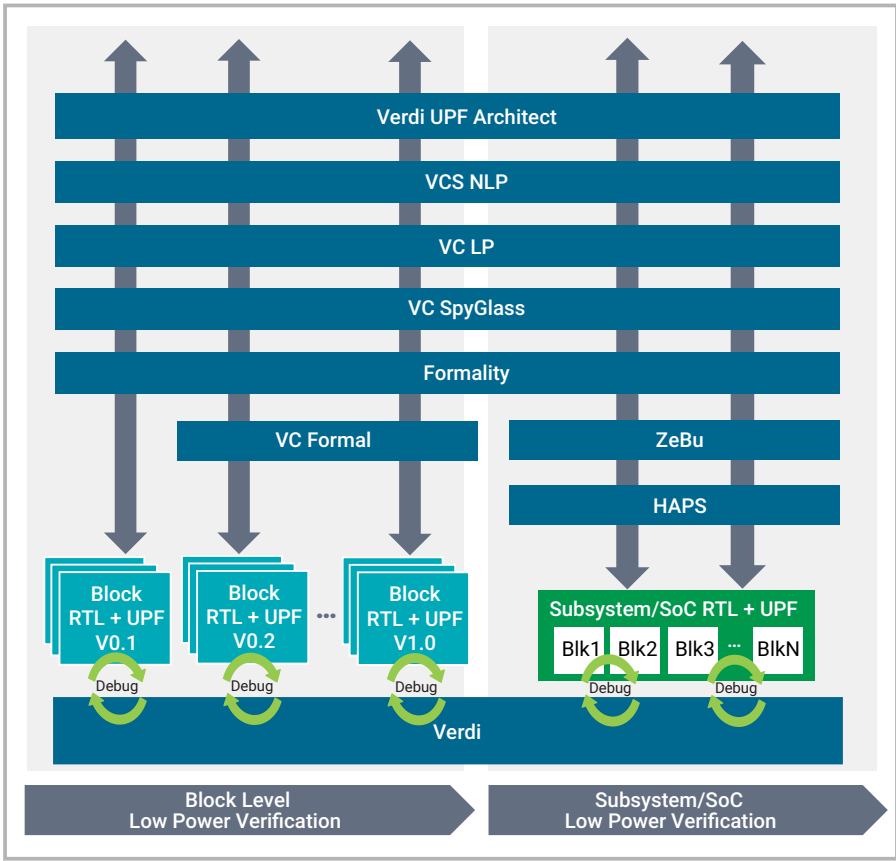 Verdi UPF Architect
VCS NLP
VC LP
VC SpyGlass
Formality
VC Formal
ZeBu
HAPS
Block
RTL + UPF
V0.1
Block
RTL + UPF
V0.2
...
Block
RTL + UPF
V1.0
Subsystem/SoC RTL + UPF
Blk1 Blk2 Blk3 ... BlkN
Debug
Debug
Debug
Debug
Debug
Verdi
Block Level
Low Power Verification
Subsystem/SoC
Low Power Verification